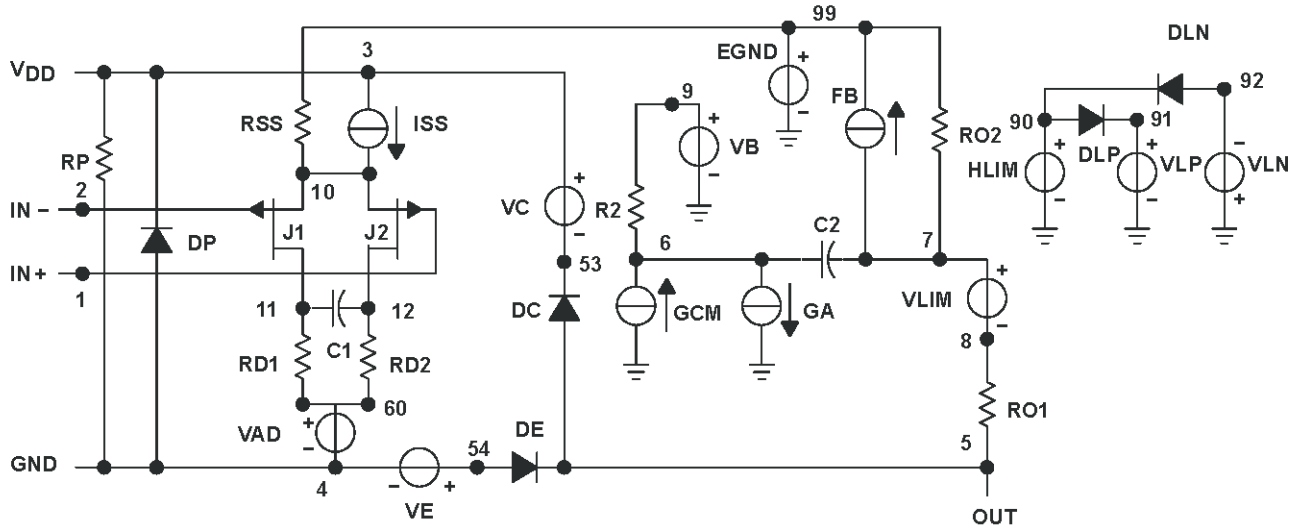 99
DLN
3
EGND
92
VDD
9
FB
RSS
ISS
90
91
VB
RO2
DLP
RP
HLIM
VLP
VLN
10
2
VC
R2
IN −
J1
J2
C2
DP
6
7
IN +
53
1
GCM
GA
VLIM
11
12
DC
8
C1
RD1
RD2
60
RO1
VAD
DE
54
5
GND
4
VE
OUT
+
−
+
−
+
−
+
−
+
−
−
+
+
−
+
−
+
−
−
+